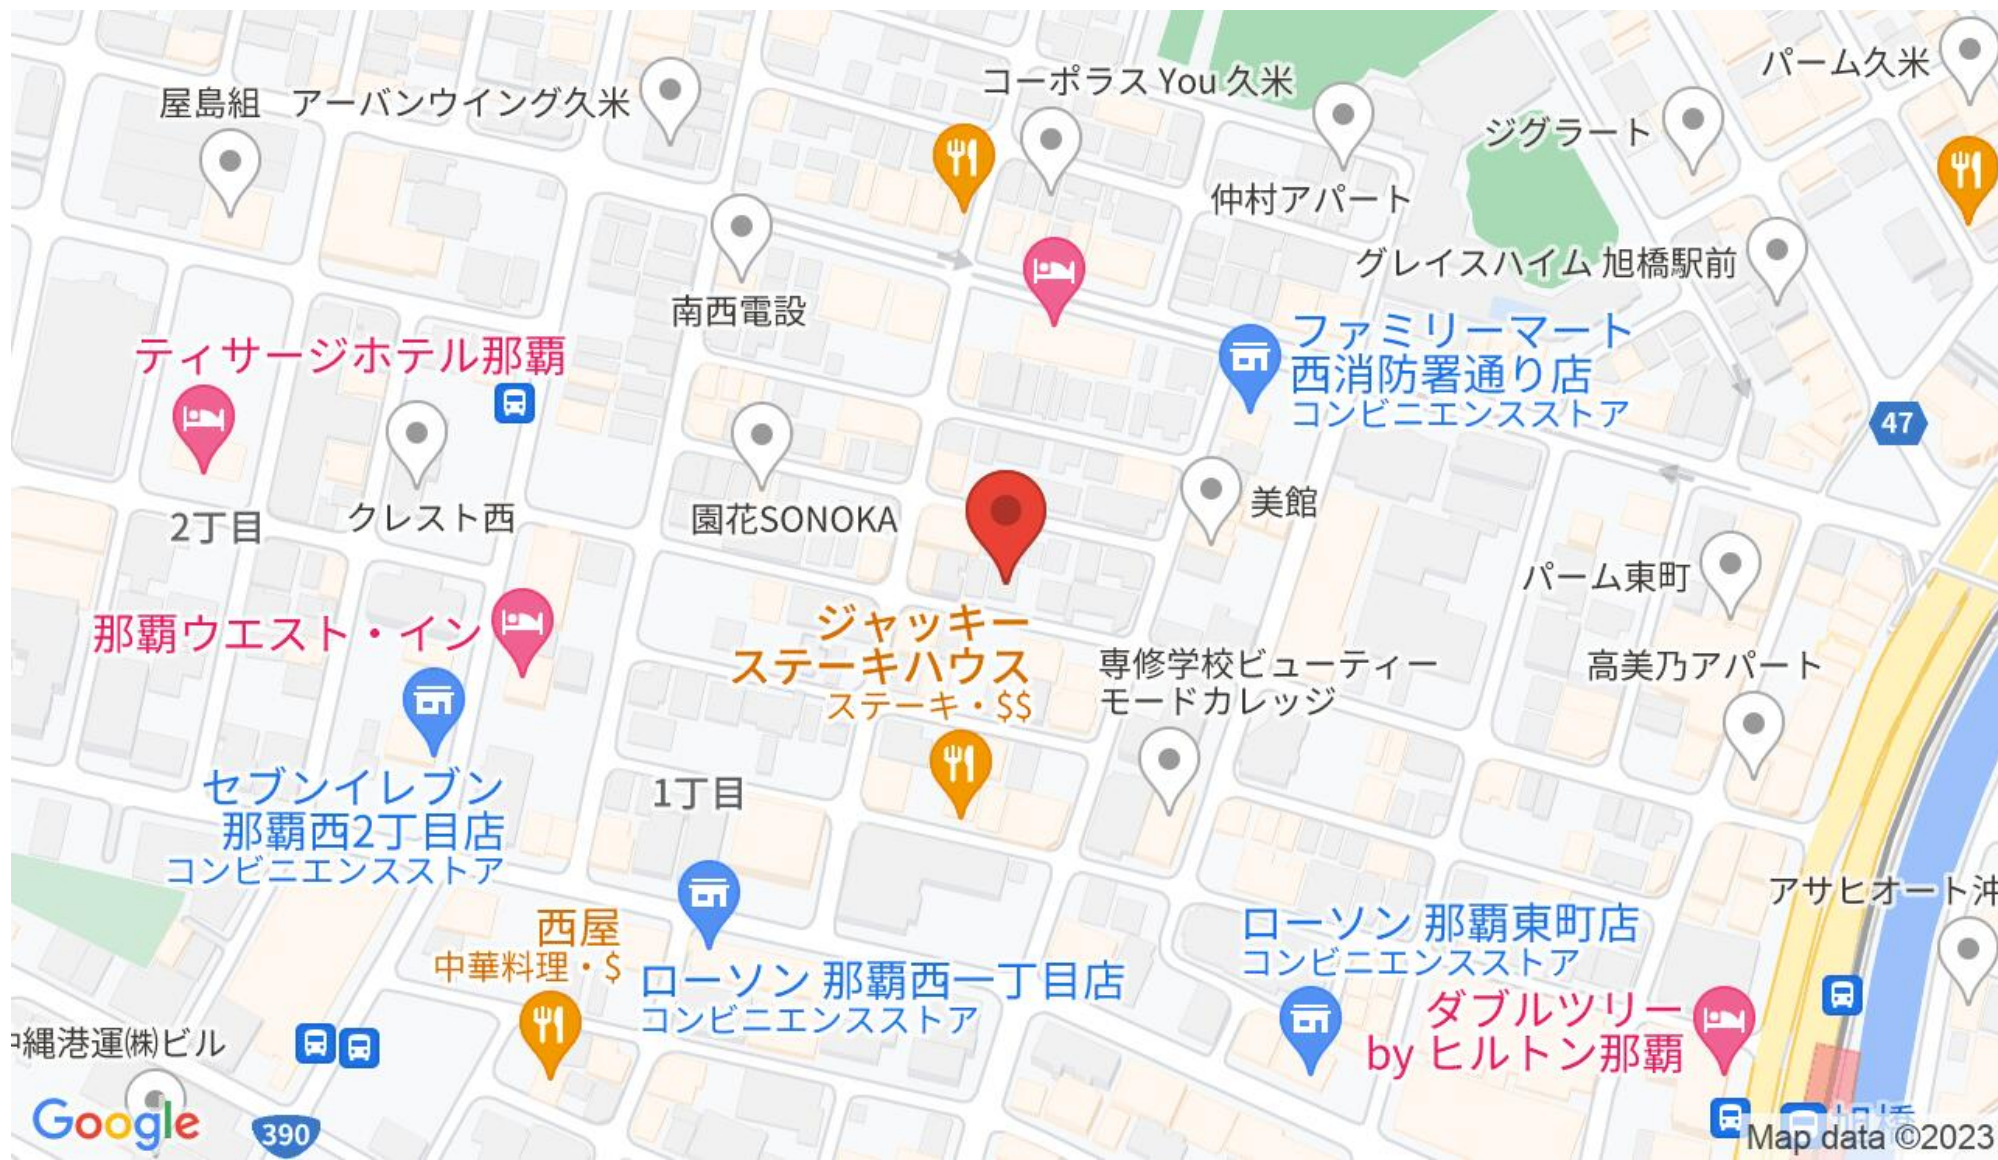 パーム久米
コーポラス You 久米
屋島組
アーバンウイング久米
ジグラート
仲村アパート
グレイスハイム 旭橋駅前
南西電設
ティサージホテル那覇
ファミリーマート
西消防署通り店
コンビニエンスストア
47
クレスト西
2丁目
園花SONOKA
美館
パーム東町
那覇ウエスト・イン
ジャッキー
ステーキハウス
ステーキ・$$
専修学校ビューティー
モードカレッジ
高美乃アパート
セブンイレブン
那覇西2丁目店
コンビニエンスストア
1丁目
アサヒオート沖
西屋
中華料理・$
ローソン 那覇西一丁目店
コンビニエンスストア
ローソン 那覇東町店
コンビニエンスストア
ダブルツリー
by ヒルトン那覇
縄港運㈱ビル
Google
390
Map data ©2023